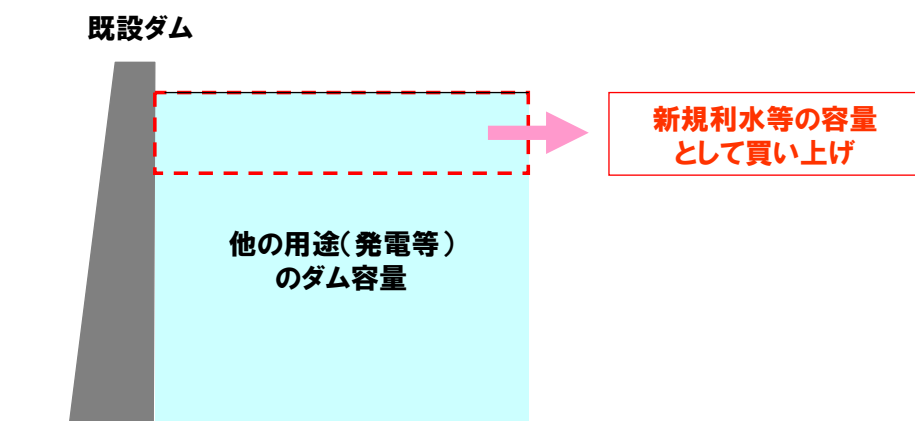 既設ダム
新規利水等の容量
として買い上げ
他の用途(発電等)
のダム容量